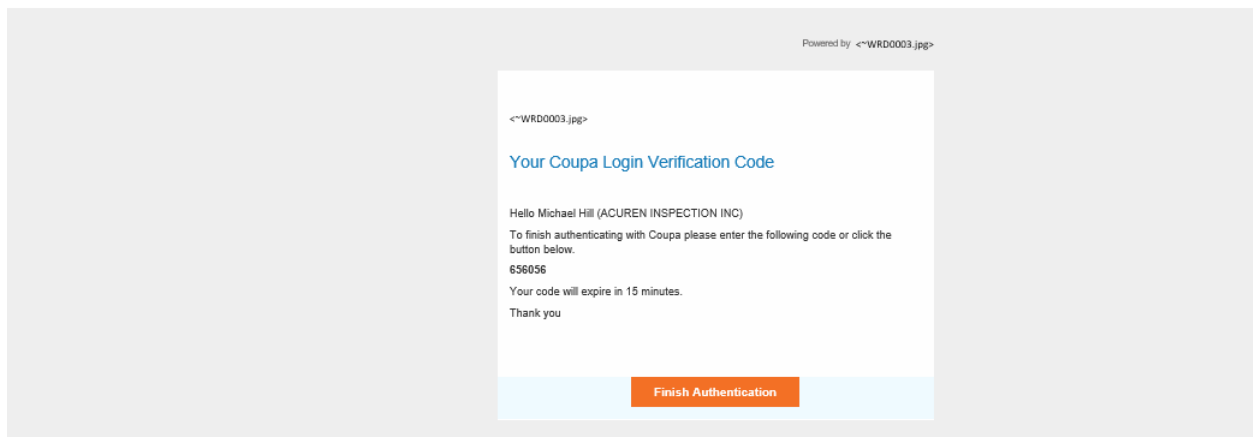 Powered by <~WRD0003.jpg>
<~WRD0003.jpg>
Your Coupa Login Verification Code
Hello Michael Hill (ACUREN INSPECTION INC)
To finish authenticating with Coupa please enter the following code or click the
button below.
656056
Your code will expire in 15 minutes.
Thank you
Finish Authentication